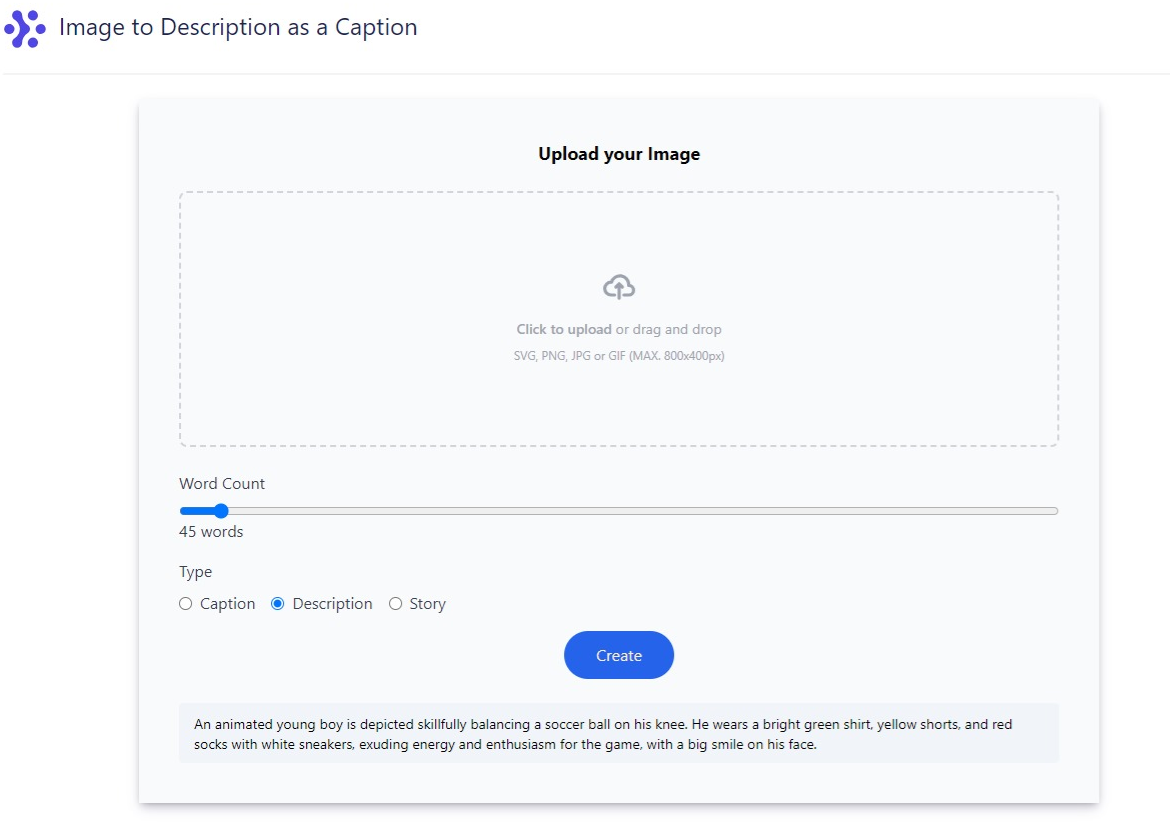 Image to Description as a Caption
Upload your Image
Click to upload or drag and drop
SVG, PNG, JPG or GIF (MAX. 800x400px)
Word Count
45 words
Type
Caption Description Story
Create
An animated young boy is depicted skillfully balancing a soccer ball on his knee. He wears a bright green shirt, yellow shorts, and red
socks with white sneakers, exuding energy and enthusiasm for the game, with a big smile on his face.